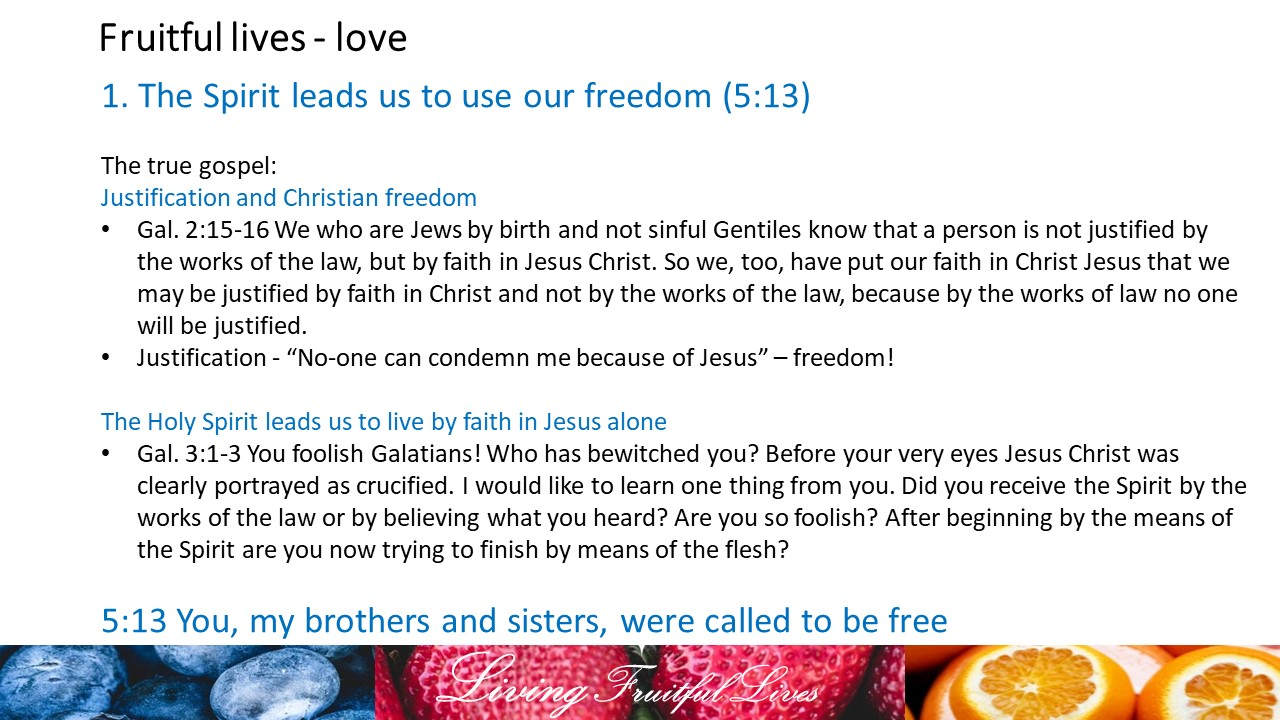 Fruitful lives - love
1. The Spirit leads us to use our freedom (5:13)
The true gospel:
Justification and Christian freedom
• Gal. 2:15-16 We who are Jews by birth and not sinful Gentiles know that a person is not justified by
the works of the law, but by faith in Jesus Christ. So we, too, have put our faith in Christ Jesus that we
may be justified by faith in Christ and not by the works of the law, because by the works of law no one
will be justified.
• Justification - “No-one can condemn me because of Jesus” – freedom!
The Holy Spirit leads us to live by faith in Jesus alone
• Gal. 3:1-3 You foolish Galatians! Who has bewitched you? Before your very eyes Jesus Christ was
clearly portrayed as crucified. I would like to learn one thing from you. Did you receive the Spirit by the
works of the law or by believing what you heard? Are you so foolish? After beginning by the means of
the Spirit are you now trying to finish by means of the flesh?
5:13 You, my brothers and sisters, were called to be free
Living Fruitful Lives